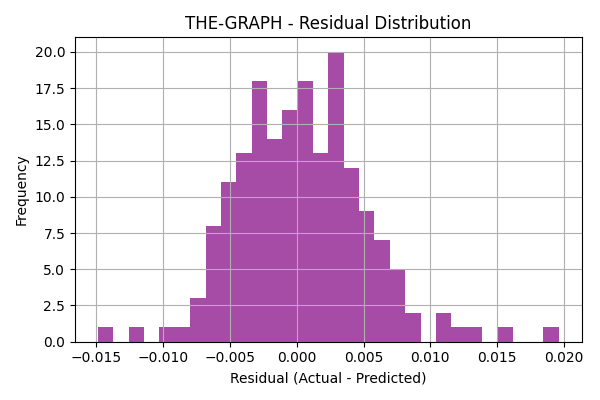 THE-GRAPH - Residual Distribution
Frequency
20.0
17.5
15.0
12.5
10.0
7.5
5.0
2.5
0.0
−0.015 −0.010 −0.005 0.000 0.005 0.010 0.015 0.020
Residual (Actual - Predicted)